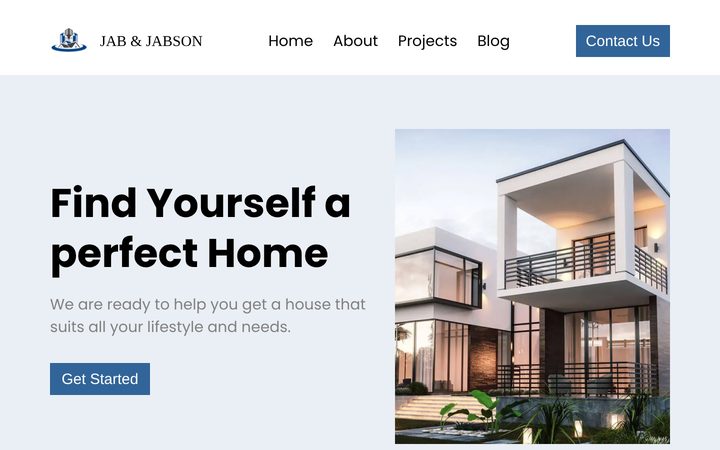 JAB & JABSON
Home
About
Projects
Blog
Contact Us
Find Yourself a
perfect Home
We are ready to help you get a house that
suits all your lifestyle and needs.
Get Started